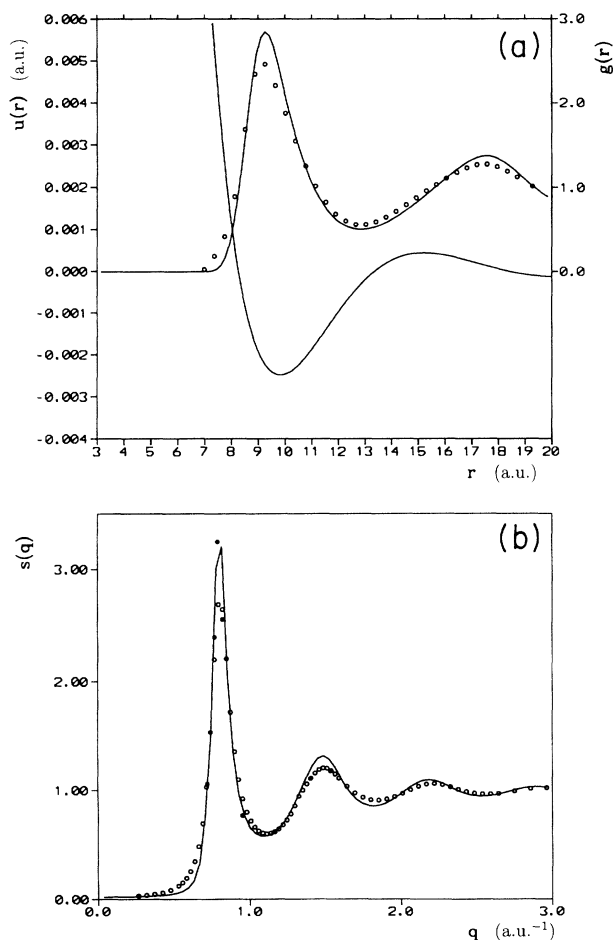 (a)
u(r) (a.u.)
g(r)
0.006
0.005
0.004
0.003
0.002
0.001
0.000
-0.001
-0.002
-0.003
-0.004
3.0
2.0
1.0
0.0
3 4 5 6 7 8 9 10 11 12 13 14 15 16 17 18 19 20
r (a.u.)
(b)
s(q)
3.00
2.00
1.00
0.00
0.0 1.0 2.0 3.0
q (a.u.⁻¹)